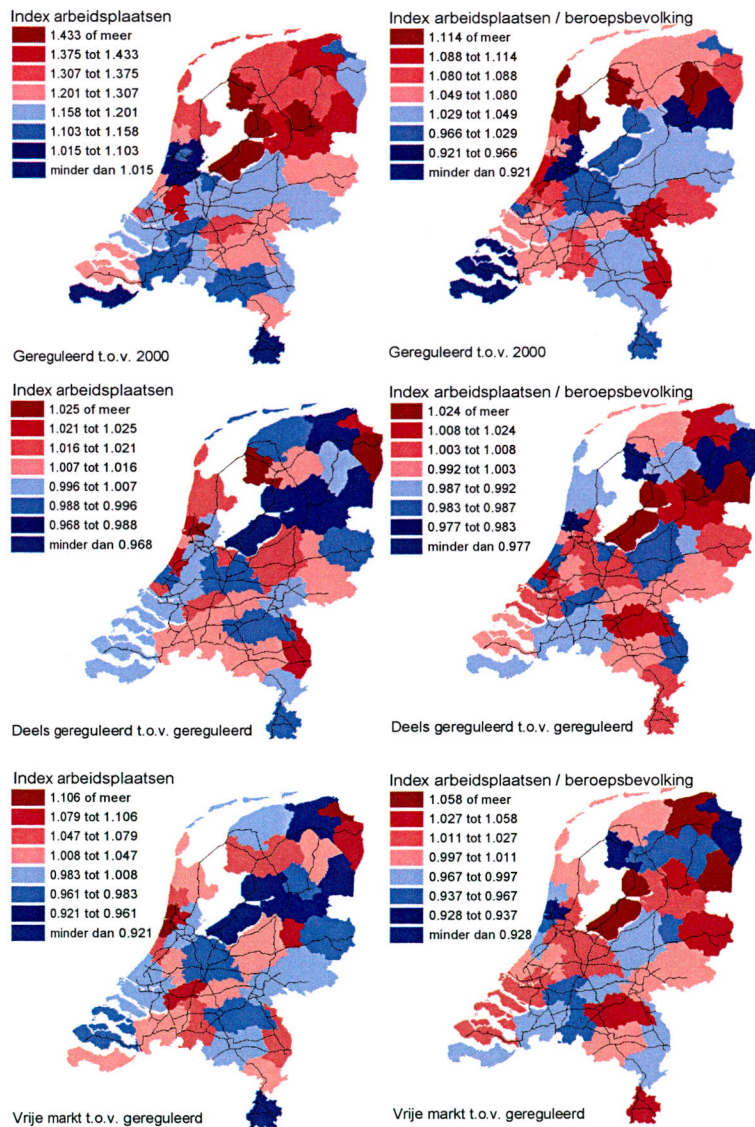 Index arbeidsplaatsen
1.433 of meer
1.375 tot 1.433
1.307 tot 1.375
1.201 tot 1.307
1.158 tot 1.201
1.103 tot 1.158
1.015 tot 1.103
minder dan 1.015
Gereguleerd t.o.v. 2000
Index arbeidsplaatsen / beroepsbevolking
1.114 of meer
1.088 tot 1.114
1.080 tot 1.088
1.049 tot 1.080
1.029 tot 1.049
0.966 tot 1.029
0.921 tot 0.966
minder dan 0.921
Gereguleerd t.o.v. 2000
Index arbeidsplaatsen
1.025 of meer
1.021 tot 1.025
1.016 tot 1.021
1.007 tot 1.016
0.996 tot 1.007
0.988 tot 0.996
0.968 tot 0.988
minder dan 0.968
Deels gereguleerd t.o.v. gereguleerd
Index arbeidsplaatsen / beroepsbevolking
1.024 of meer
1.008 tot 1.024
1.003 tot 1.008
0.992 tot 1.003
0.987 tot 0.992
0.983 tot 0.987
0.977 tot 0.983
minder dan 0.977
Deels gereguleerd t.o.v. gereguleerd
Index arbeidsplaatsen
1.106 of meer
1.079 tot 1.106
1.047 tot 1.079
1.008 tot 1.047
0.983 tot 1.008
0.961 tot 0.983
0.921 tot 0.961
minder dan 0.921
Vrije markt t.o.v. gereguleerd
Index arbeidsplaatsen / beroepsbevolking
1.058 of meer
1.027 tot 1.058
1.011 tot 1.027
0.997 tot 1.011
0.967 tot 0.997
0.937 tot 0.967
0.928 tot 0.937
minder dan 0.928
Vrije markt t.o.v. gereguleerd